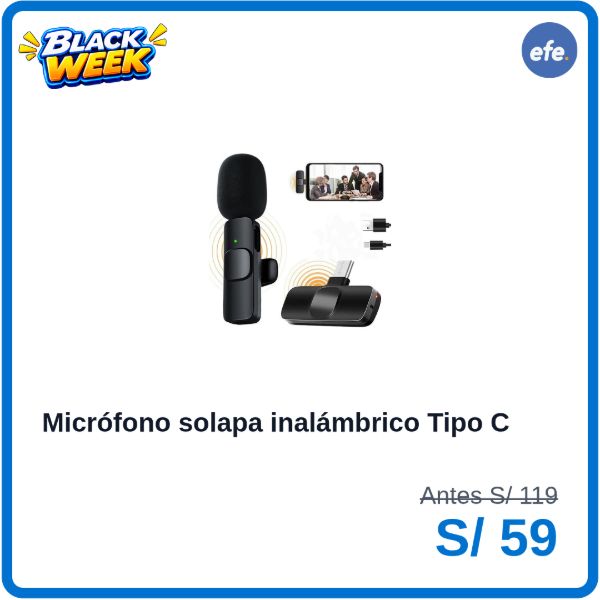 BLACK
WEEK
efe.
Micrófono solapa inalámbrico Tipo C
Antes S/ 119
S/ 59